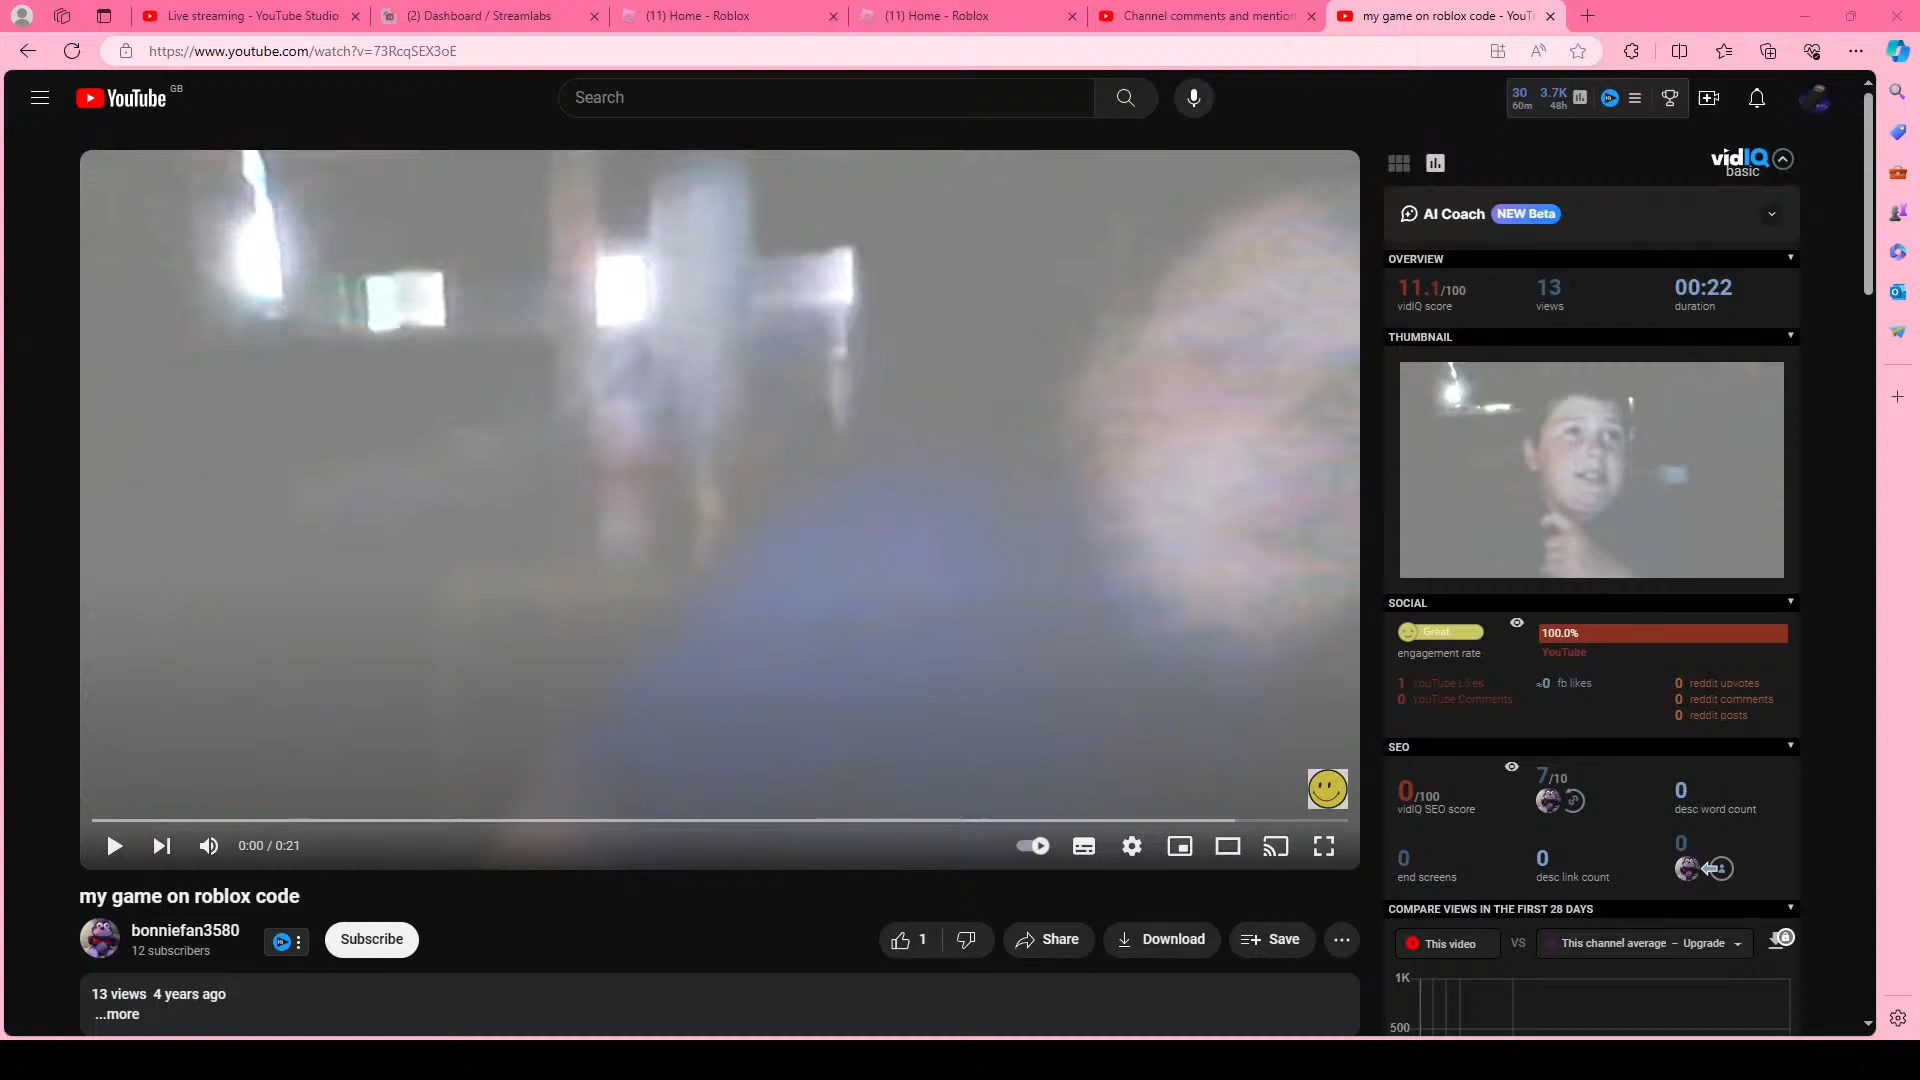 Live streaming - YouTube Studio
(2) Dashboard / Streamlabs
(11) Home - Roblox
(11) Home - Roblox
Channel comments and mention
my game on roblox code - YouT
https://www.youtube.com/watch?v=73RcqSEX3oE
YouTube GB
Search
30 3.7K
60m 48h
vidIQ
basic
AI Coach NEW Beta
OVERVIEW
11.1/100 13 00:22
vidIQ score views duration
THUMBNAIL
SOCIAL
Great 100.0%
engagement rate YouTube
1 YouTube Likes ≈0 fb likes 0 reddit upvotes
0 YouTube Comments 0 reddit comments
0 reddit posts
SEO
0/100 7/10 0
vidIQ SEO score desc word count
0 0 0
end screens desc link count
COMPARE VIEWS IN THE FIRST 28 DAYS
This video VS This channel average – Upgrade
1K
500
0:00 / 0:21
my game on roblox code
bonniefan3580
12 subscribers
Subscribe
1 Share Download Save
13 views 4 years ago
...more